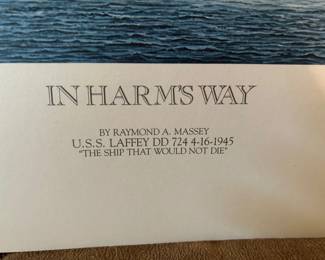 IN HARM'S WAY
BY RAYMOND A. MASSEY
U.S.S. LAFFEY DD 724 4-16-1945
"THE SHIP THAT WOULD NOT DIE"